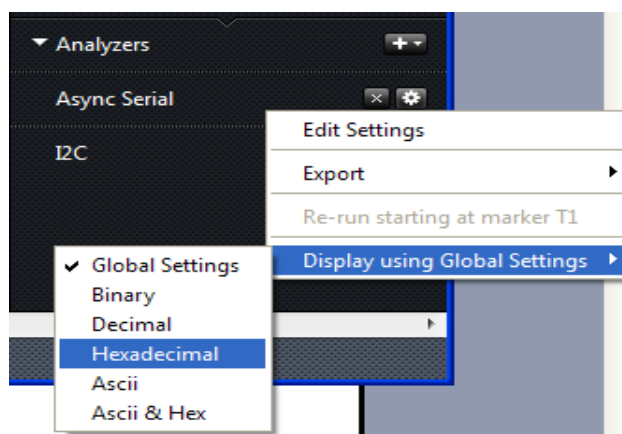 Analyzers
Async Serial
I2C
Edit Settings
Export
Re-run starting at marker T1
Display using Global Settings
Global Settings
Binary
Decimal
Hexadecimal
Ascii
Ascii & Hex